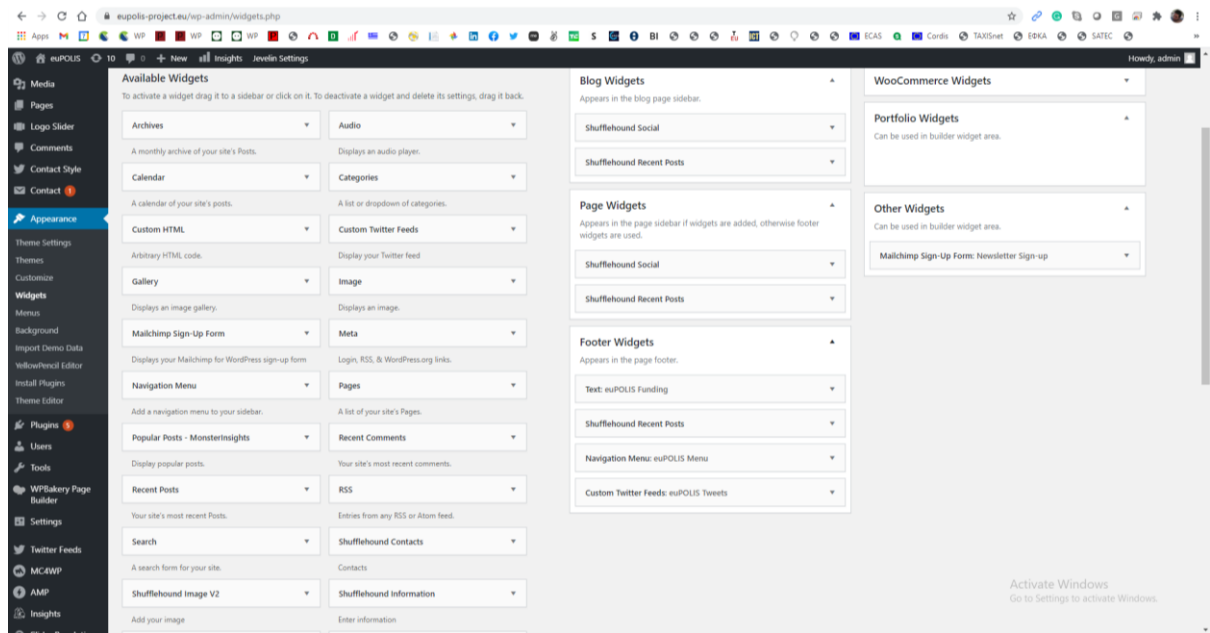 eupolis-project.eu/wp-admin/widgets.php
Apps
WP
WP
WP
BI
ECAS
Cordis
TAXISnet
ΕΦΚΑ
SATEC
»
euPOLIS
10
0
New
Insights
Jevelin Settings
Howdy, admin
Media
Pages
Logo Slider
Comments
Contact Style
Contact 1
Appearance
Theme Settings
Themes
Customize
Widgets
Menus
Background
Import Demo Data
YellowPencil Editor
Install Plugins
Theme Editor
Plugins 5
Users
Tools
WPBakery Page
Builder
Settings
Twitter Feeds
MC4WP
AMP
Insights
Available Widgets
To activate a widget drag it to a sidebar or click on it. To deactivate a widget and delete its settings, drag it back.
Archives
A monthly archive of your site's Posts.
Audio
Displays an audio player.
Calendar
A calendar of your site's posts.
Categories
A list or dropdown of categories.
Custom HTML
Arbitrary HTML code.
Custom Twitter Feeds
Display your Twitter feed
Gallery
Displays an image gallery.
Image
Displays an image.
Mailchimp Sign-Up Form
Displays your Mailchimp for WordPress sign-up form
Meta
Login, RSS, & WordPress.org links.
Navigation Menu
Add a navigation menu to your sidebar.
Pages
A list of your site's Pages.
Popular Posts - MonsterInsights
Display popular posts.
Recent Comments
Your site's most recent comments.
Recent Posts
Your site's most recent Posts.
RSS
Entries from any RSS or Atom feed.
Search
A search form for your site.
Shufflehound Contacts
Contacts
Shufflehound Image V2
Add your image
Shufflehound Information
Enter information
Blog Widgets
Appears in the blog page sidebar.
Shufflehound Social
Shufflehound Recent Posts
Page Widgets
Appears in the page sidebar if widgets are added, otherwise footer
widgets are used.
Shufflehound Social
Shufflehound Recent Posts
Footer Widgets
Appears in the page footer.
Text: euPOLIS Funding
Shufflehound Recent Posts
Navigation Menu: euPOLIS Menu
Custom Twitter Feeds: euPOLIS Tweets
WooCommerce Widgets
Portfolio Widgets
Can be used in builder widget area.
Other Widgets
Can be used in builder widget area.
Mailchimp Sign-Up Form: Newsletter Sign-up
Activate Windows
Go to Settings to activate Windows.